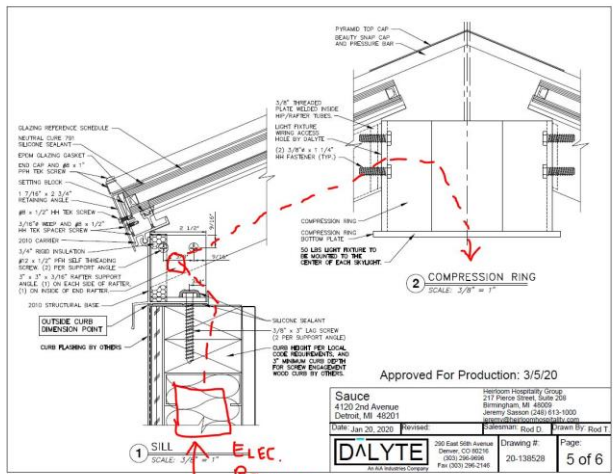 PYRAMID TOP CAP
BEAUTY SNAP CAP
AND PRESSURE BAR
3/8" THREADED
PLATE WELDED INSIDE
HIP/RAFTER TUBES.
LIGHT FIXTURE
WIRING ACCESS
HOLE BY DALYTE
(2) 3/8"ø x 1 1/4"
HH FASTENER (TYP.)
COMPRESSION RING
COMPRESSION RING
BOTTOM PLATE
50 LBS LIGHT FIXTURE TO
BE MOUNTED TO THE
CENTER OF EACH SKYLIGHT.
2 COMPRESSION RING
SCALE: 3/8" = 1"
GLAZING REFERENCE SCHEDULE
NEUTRAL CURE 791
SILICONE SEALANT
EPDM GLAZING GASKET
END CAP AND #8 x 1"
PPH TEK SCREW
SETTING BLOCK
1 7/16" x 2 3/4"
RETAINING ANGLE
#8 x 1/2" HH TEK SCREW
3/16"ø WEEP AND #8 x 1/2"
HH TEK SPACER SCREW
2010 CARRIER
3/4" RIGID INSULATION
#12 x 1/2" PFH SELF THREADING
SCREW. (2) PER SUPPORT ANGLE
3" x 3" x 3/16" RAFTER SUPPORT
ANGLE. (1) ON EACH SIDE OF RAFTER,
(1) ON INSIDE OF END RAFTER.
2010 STRUCTURAL BASE
2 1/2"
9/16"
9/16"
OUTSIDE CURB
DIMENSION POINT
CURB FLASHING BY OTHERS
SILICONE SEALANT
3/8" x 3" LAG SCREW
(2 PER SUPPORT ANGLE)
CURB HEIGHT PER LOCAL
CODE REQUIREMENTS, AND
3" MINIMUM CURB DEPTH
FOR SCREW ENGAGEMENT
WOOD CURB BY OTHERS.
1 SILL
SCALE: 3/8" = 1"
ELEC.
Approved For Production: 3/5/20
Sauce
4120 2nd Avenue
Detroit, MI 48201
Heirloom Hospitality Group
217 Pierce Street, Suite 208
Birmingham, MI 48009
Jeremy Sasson (248) 613-1000
jeremy@heirloomhospitality.com
Date: Jan 20, 2020 Revised: Salesman: Rod D. Drawn By: Rod T.
DALYTE
An AIA Industries Company
290 East 56th Avenue
Denver, CO 80216
(303) 296-9696
Fax (303) 296-2146
Drawing #:
20-138528
Page:
5 of 6